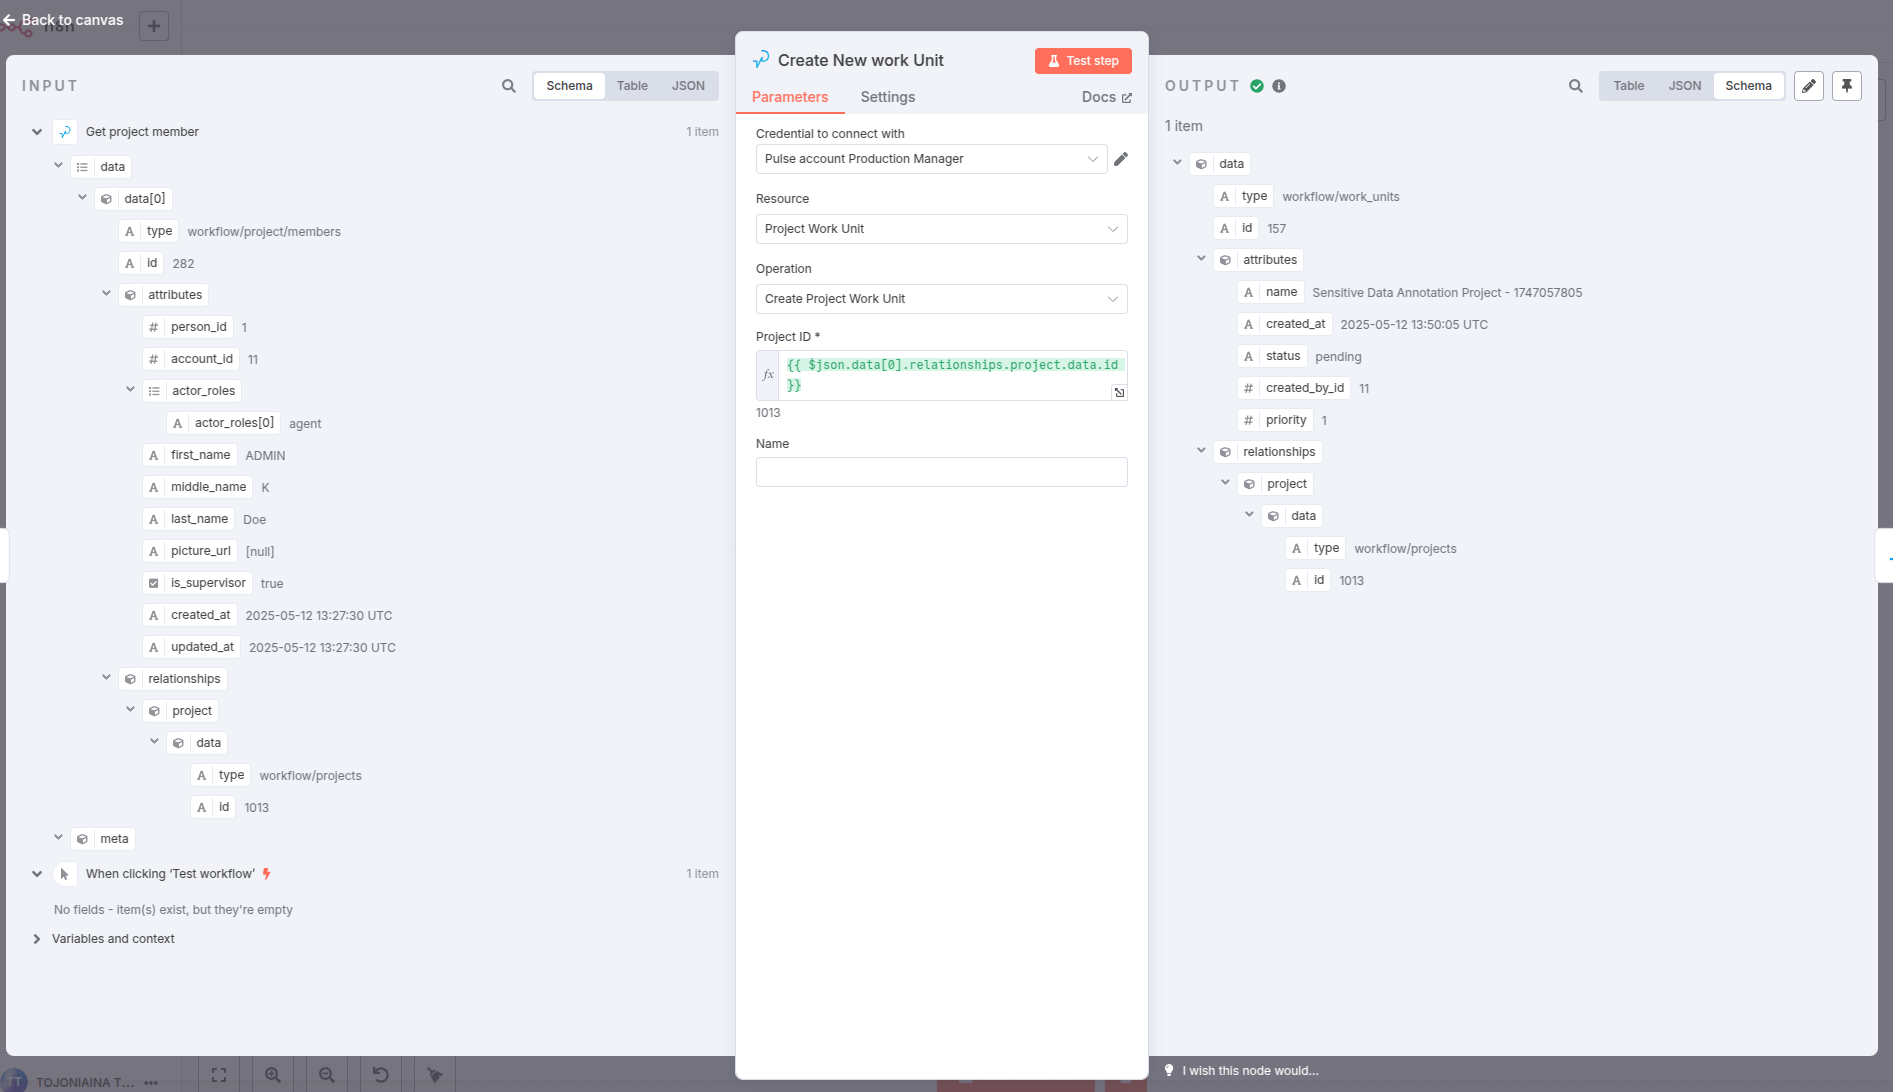 Back to canvas
n8n
INPUT
Schema
Table
JSON
Get project member
1 item
data
data[0]
A type workflow/project/members
A id 282
attributes
# person_id 1
# account_id 11
actor_roles
A actor_roles[0] agent
A first_name ADMIN
A middle_name K
A last_name Doe
A picture_url [null]
is_supervisor true
A created_at 2025-05-12 13:27:30 UTC
A updated_at 2025-05-12 13:27:30 UTC
relationships
project
data
A type workflow/projects
A id 1013
meta
When clicking ‘Test workflow’
1 item
No fields - item(s) exist, but they're empty
Variables and context
TT
TOJONIAINA T...
Create New work Unit
Test step
Parameters
Settings
Docs
Credential to connect with
Pulse account Production Manager
Resource
Project Work Unit
Operation
Create Project Work Unit
Project ID *
fx
{{ $json.data[0].relationships.project.data.id
}}
1013
Name
OUTPUT
Table
JSON
Schema
1 item
data
A type workflow/work_units
A id 157
attributes
A name Sensitive Data Annotation Project - 1747057805
A created_at 2025-05-12 13:50:05 UTC
A status pending
# created_by_id 11
# priority 1
relationships
project
data
A type workflow/projects
A id 1013
I wish this node would...